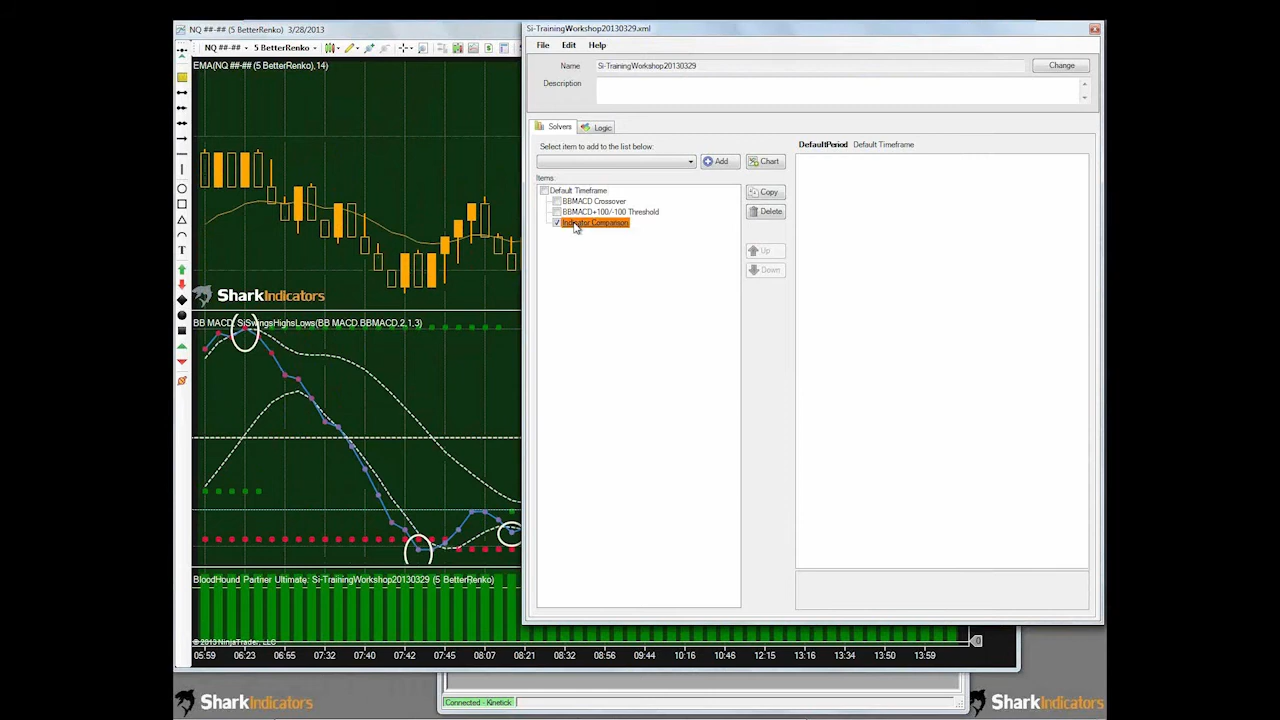 NQ ##-## (5 BetterRenko) 3/28/2013
NQ ##-## 5 BetterRenko
EMA(NQ ##-## (5 BetterRenko),14)
SharkIndicators
BB MACD, SiSwingsHighsLows(BB MACD.BBMACD,2,1,3)
BloodHound Partner Ultimate: Si-TrainingWorkshop20130329 (5 BetterRenko)
© 2013 NinjaTrader, LLC
05:59 06:23 06:65 07:32 07:40 07:42 07:45 08:07 08:21 08:32 08:56 09:44 10:16 10:46 12:15 13:16 13:34 13:50 13:59
Si-TrainingWorkshop20130329.xml
File Edit Help
Name Si-TrainingWorkshop20130329 Change
Description
Solvers Logic
Select item to add to the list below:
Add Chart
DefaultPeriod Default Timeframe
Items:
Default Timeframe
BBMACD Crossover
BBMACD+100/-100 Threshold
Indicator Comparison
Copy
Delete
Up
Down
Connected - Kinetick
SharkIndicators
SharkIndicators